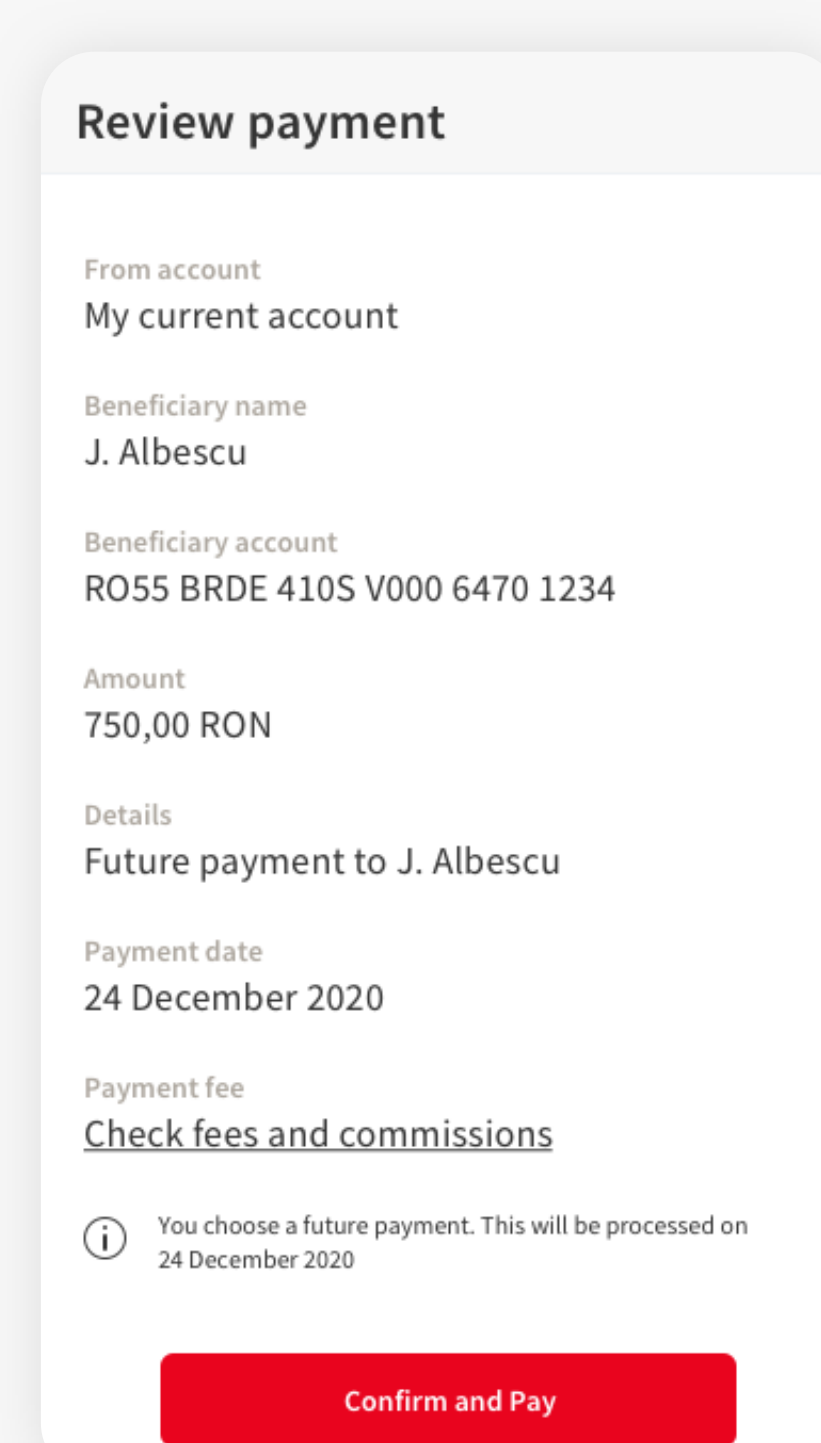 Review payment
From account
My current account
Beneficiary name
J. Albescu
Beneficiary account
RO55 BRDE 410S V000 6470 1234
Amount
750,00 RON
Details
Future payment to J. Albescu
Payment date
24 December 2020
Payment fee
Check fees and commissions
You choose a future payment. This will be processed on
24 December 2020
Confirm and Pay